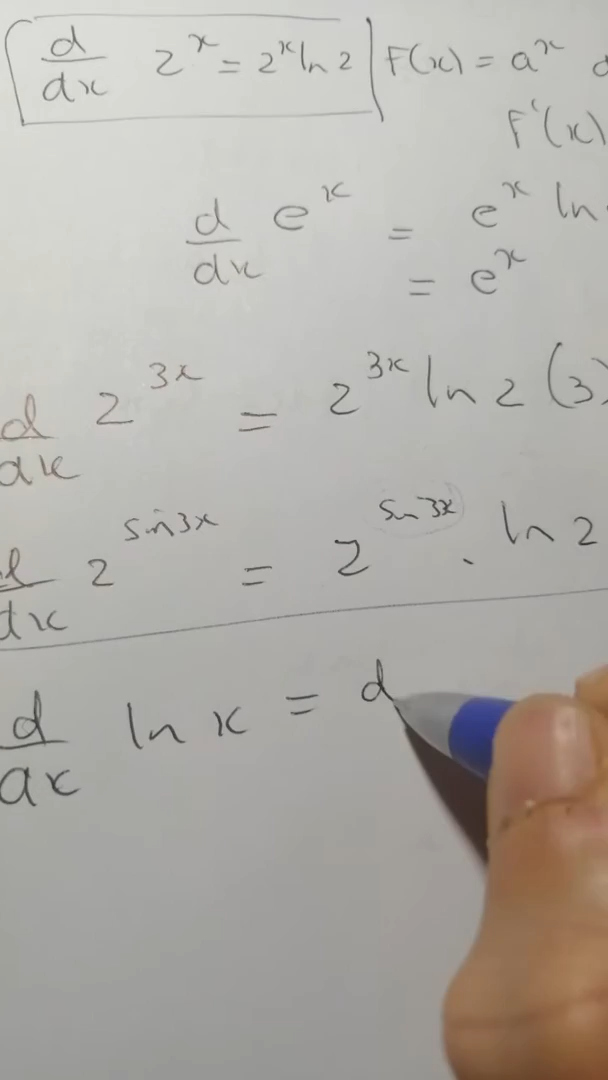 d/dx 2^x = 2^x ln 2 | F(x) = a^x
F'(x)
d/dx e^x = e^x ln
= e^x
d/dx 2^3x = 2^3x ln 2 (3)
d/dx 2^sin3x = 2^sin3x . ln 2
d/dx ln x = d